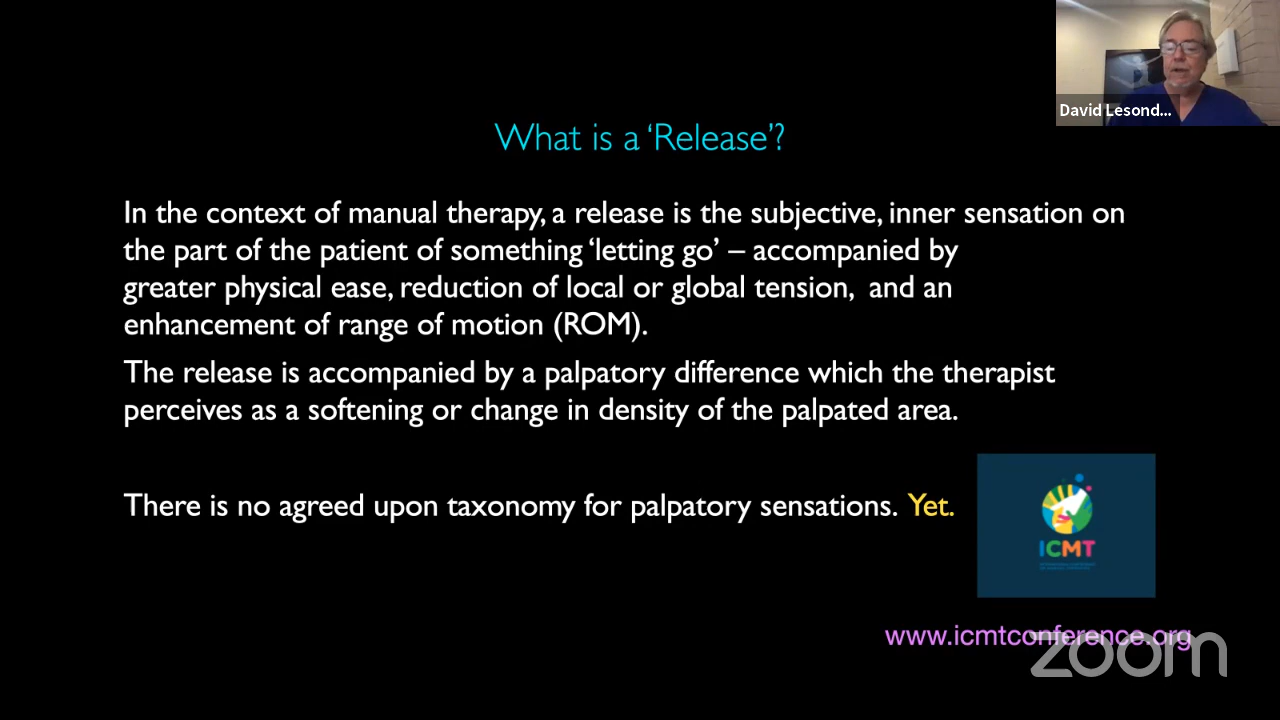 David Lesond...
What is a ‘Release’?
In the context of manual therapy, a release is the subjective, inner sensation on
the part of the patient of something ‘letting go’ – accompanied by
greater physical ease, reduction of local or global tension,  and an
enhancement of range of motion (ROM).
The release is accompanied by a palpatory difference which the therapist
perceives as a softening or change in density of the palpated area.
There is no agreed upon taxonomy for palpatory sensations. Yet.
ICMT
www.icmtconference.org
zoom